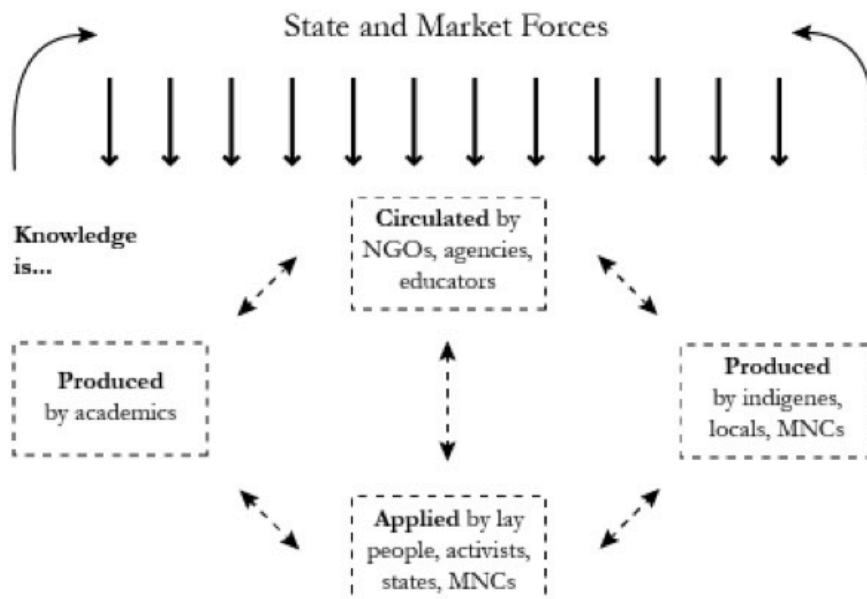 State and Market Forces
Knowledge
is...
Circulated by
NGOs, agencies,
educators
Produced
by academics
Produced
by indigenes,
locals, MNCs
Applied by lay
people, activists,
states, MNCs